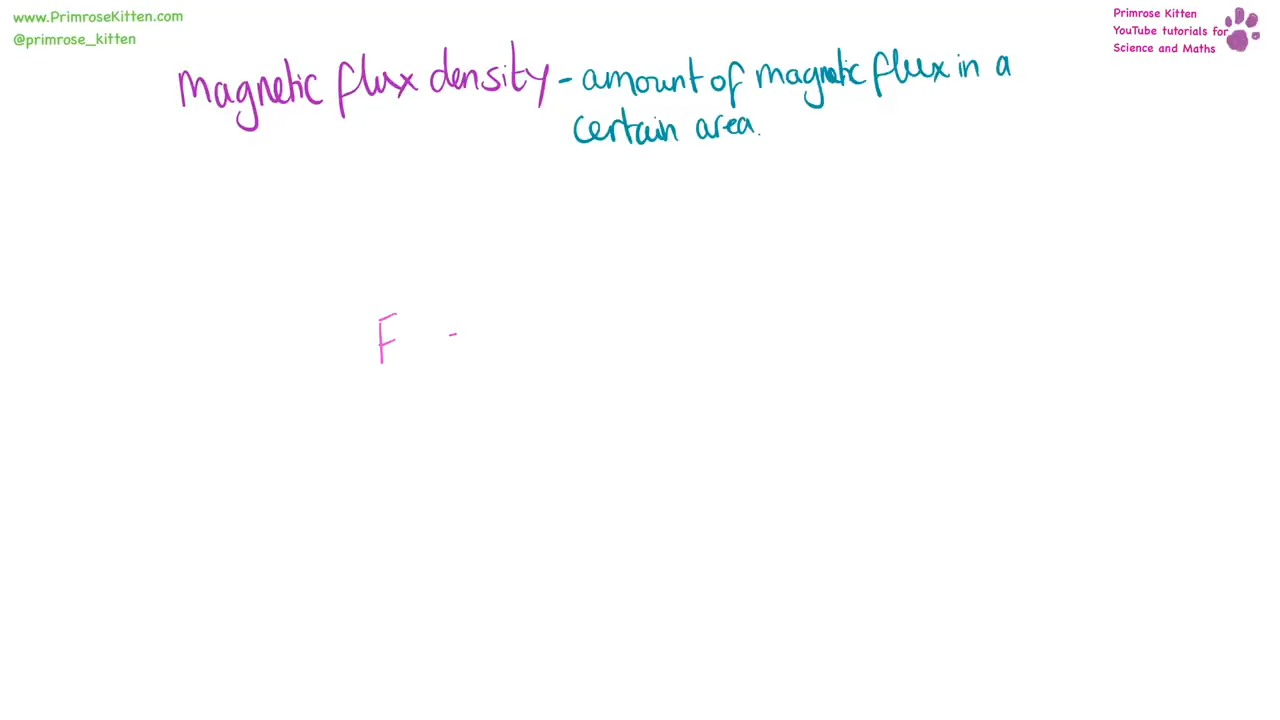 www.PrimroseKitten.com
@primrose_kitten
Primrose Kitten
YouTube tutorials for
Science and Maths
Magnetic flux density - amount of magnetic flux in a
certain area.
F -